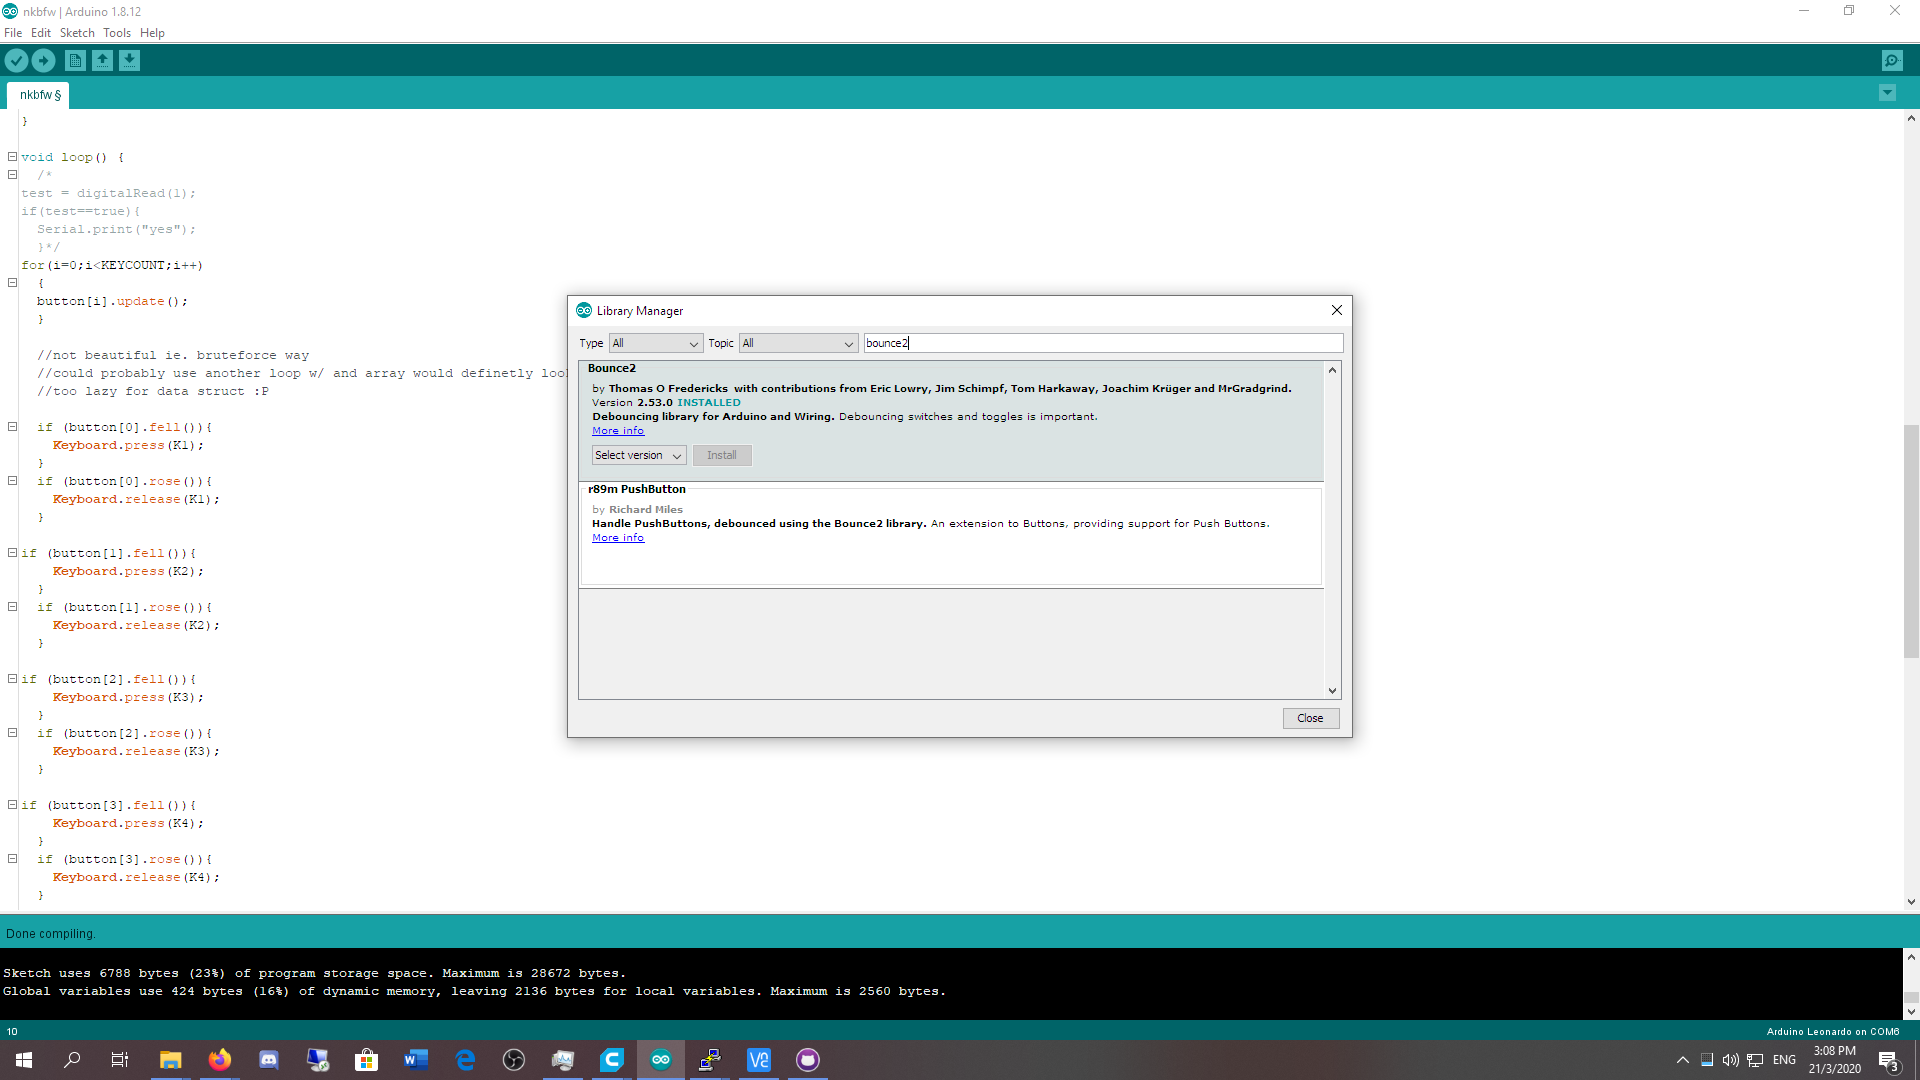 nkbfw | Arduino 1.8.12
File Edit Sketch Tools Help
nkbfw §
}
void loop() {
/*
test = digitalRead(1);
if(test==true){
Serial.print("yes");
}*/
for(i=0;i<KEYCOUNT;i++)
{
button[i].update();
}
//not beautiful ie. bruteforce way
//could probably use another loop w/ and array would definetly loo
//too lazy for data struct :P
if (button[0].fell()){
Keyboard.press(K1);
}
if (button[0].rose()){
Keyboard.release(K1);
}
if (button[1].fell()){
Keyboard.press(K2);
}
if (button[1].rose()){
Keyboard.release(K2);
}
if (button[2].fell()){
Keyboard.press(K3);
}
if (button[2].rose()){
Keyboard.release(K3);
}
if (button[3].fell()){
Keyboard.press(K4);
}
if (button[3].rose()){
Keyboard.release(K4);
}
Library Manager
Type All Topic All bounce2
Bounce2
by Thomas O Fredericks with contributions from Eric Lowry, Jim Schimpf, Tom Harkaway, Joachim Krüger and MrGradgrind.
Version 2.53.0 INSTALLED
Debouncing library for Arduino and Wiring. Debouncing switches and toggles is important.
More info
Select version Install
r89m PushButton
by Richard Miles
Handle PushButtons, debounced using the Bounce2 library. An extension to Buttons, providing support for Push Buttons.
More info
Close
Done compiling.
Sketch uses 6788 bytes (23%) of program storage space. Maximum is 28672 bytes.
Global variables use 424 bytes (16%) of dynamic memory, leaving 2136 bytes for local variables. Maximum is 2560 bytes.
10 Arduino Leonardo on COM6
ENG 3:08 PM
21/3/2020 3